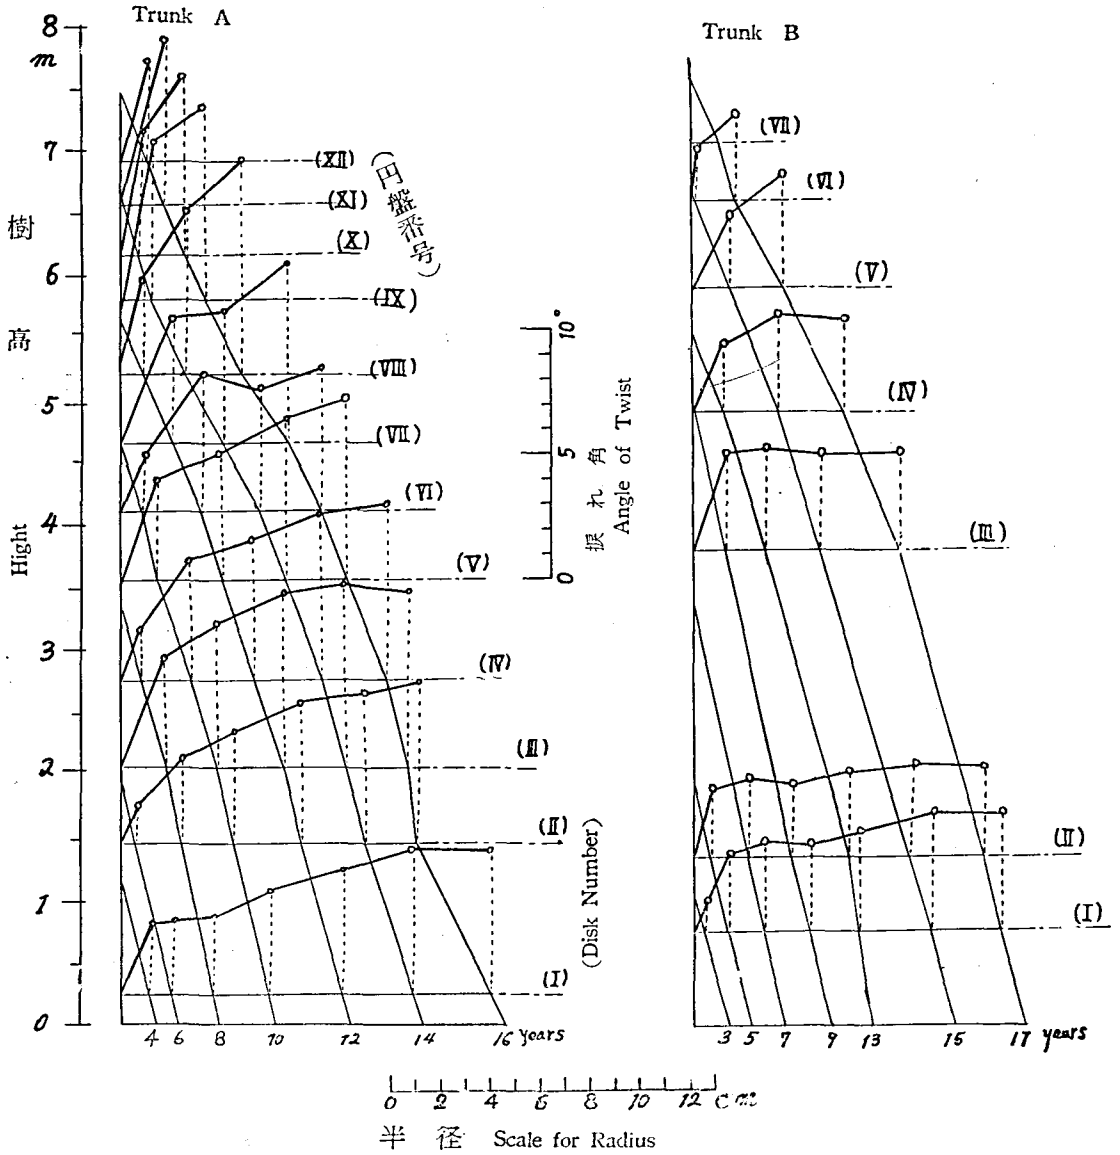 Trunk A
Trunk B
8
m
7
6
5
4
3
2
1
0
樹
高
Hight
(XII)
(XI)
(X)
(IX)
(VIII)
(VII)
(VI)
(V)
(IV)
(III)
(II)
(I)
(円盤番号)
(Disk Number)
10°
5
0
捩れ角
Angle of Twist
(VII)
(VI)
(V)
(IV)
(III)
(II)
(I)
4 6 8 10 12 14 16 years
3 5 7 9 13 15 17 years
0 2 4 6 8 10 12 cm
半径 Scale for Radius